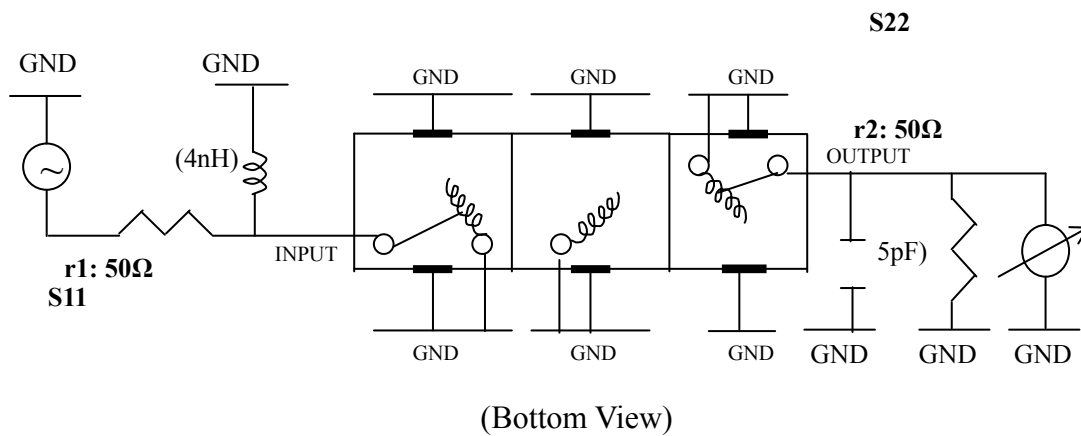 S22
GND
GND
GND
GND
GND
r2: 50Ω
OUTPUT
(4nH)
~
INPUT
5pF)
r1: 50Ω
S11
GND
GND
GND
GND
GND
GND
(Bottom View)